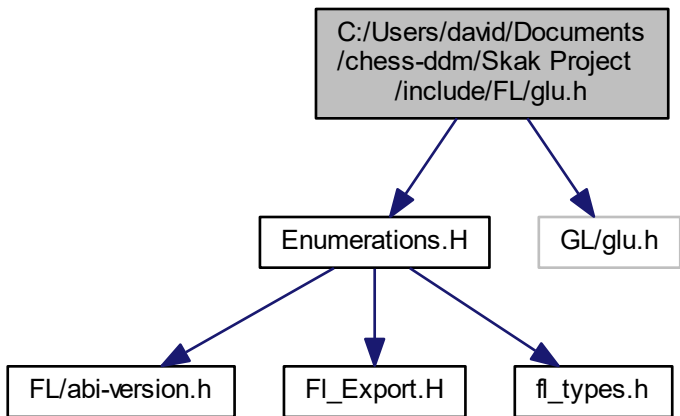 C:/Users/david/Documents
/chess-ddm/Skak Project
/include/FL/glu.h
Enumerations.H
GL/glu.h
FL/abi-version.h
Fl_Export.H
fl_types.h